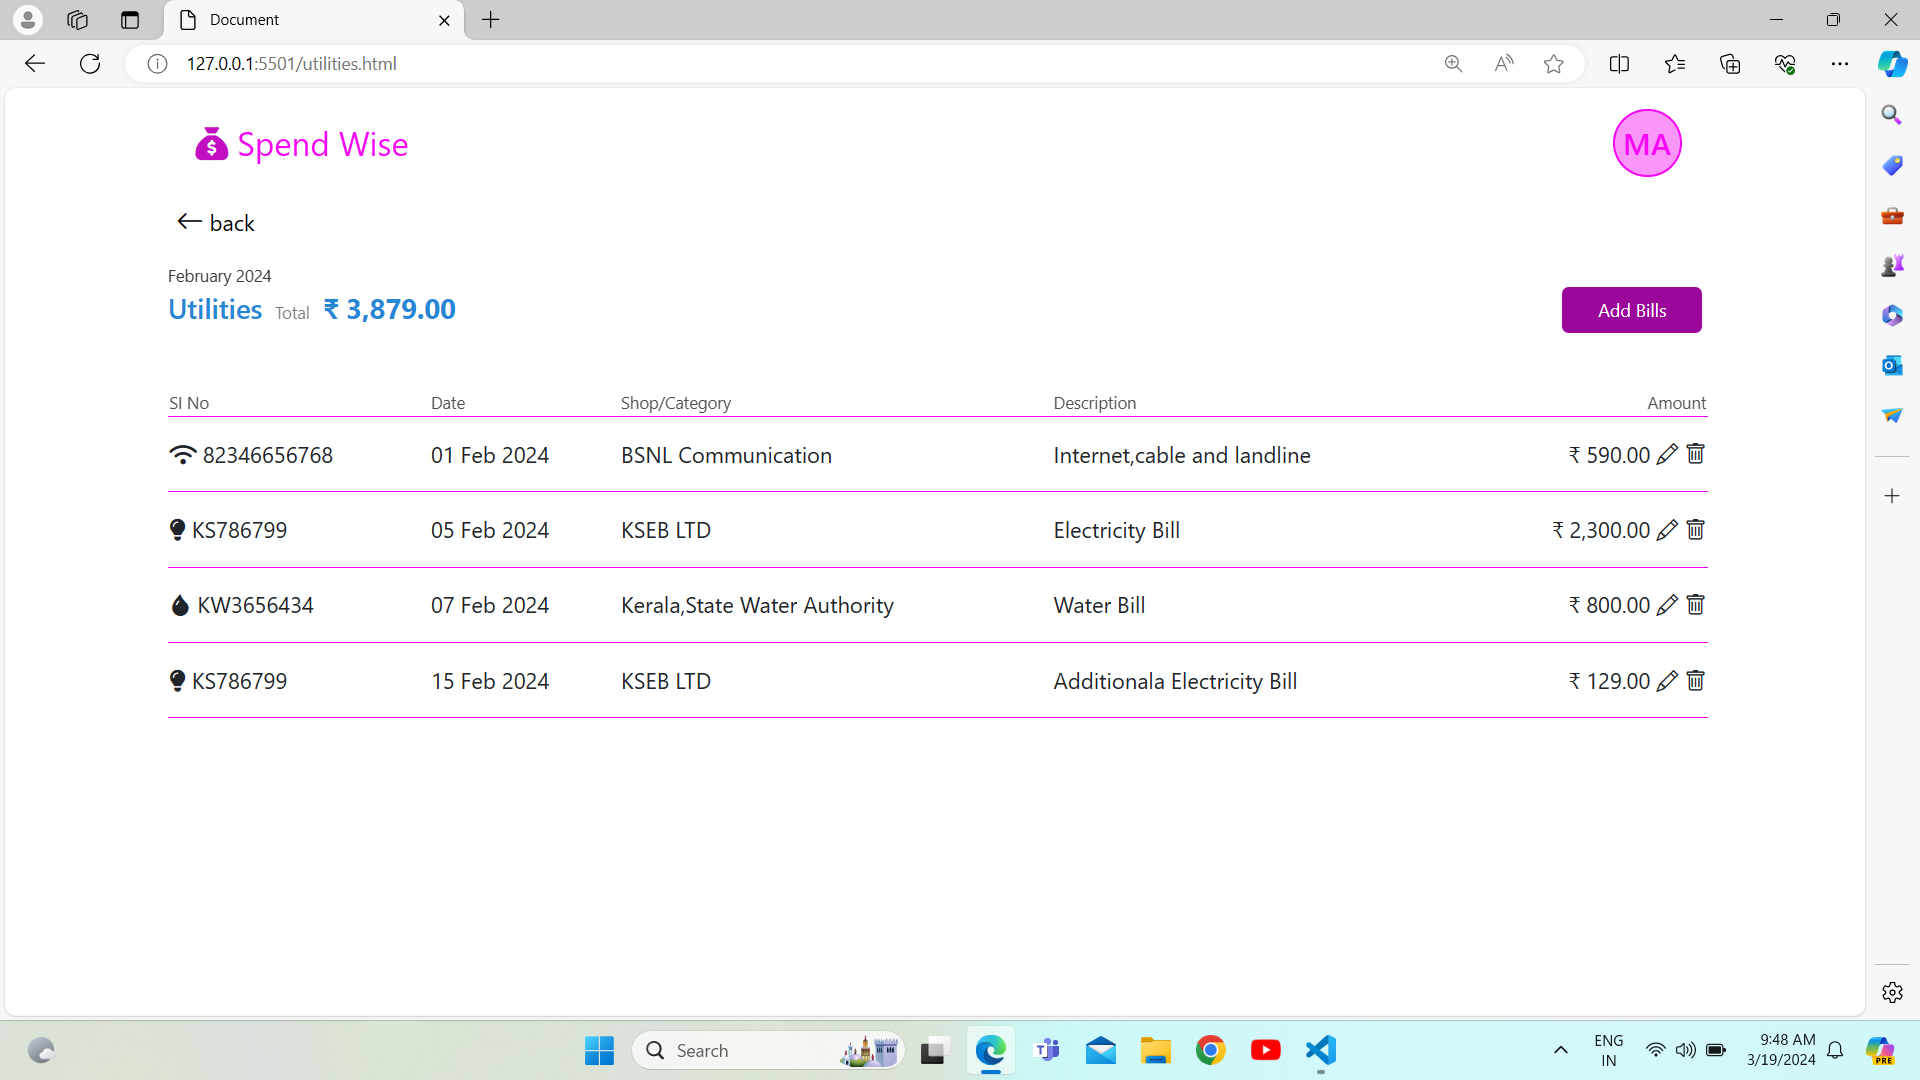 Document
127.0.0.1:5501/utilities.html
Spend Wise
MA
back
February 2024
Utilities Total ₹ 3,879.00
Add Bills
SI No Date Shop/Category Description Amount
82346656768 01 Feb 2024 BSNL Communication Internet,cable and landline ₹ 590.00
KS786799 05 Feb 2024 KSEB LTD Electricity Bill ₹ 2,300.00
KW3656434 07 Feb 2024 Kerala,State Water Authority Water Bill ₹ 800.00
KS786799 15 Feb 2024 KSEB LTD Additionala Electricity Bill ₹ 129.00
Search
ENG
IN
9:48 AM
3/19/2024
PRE